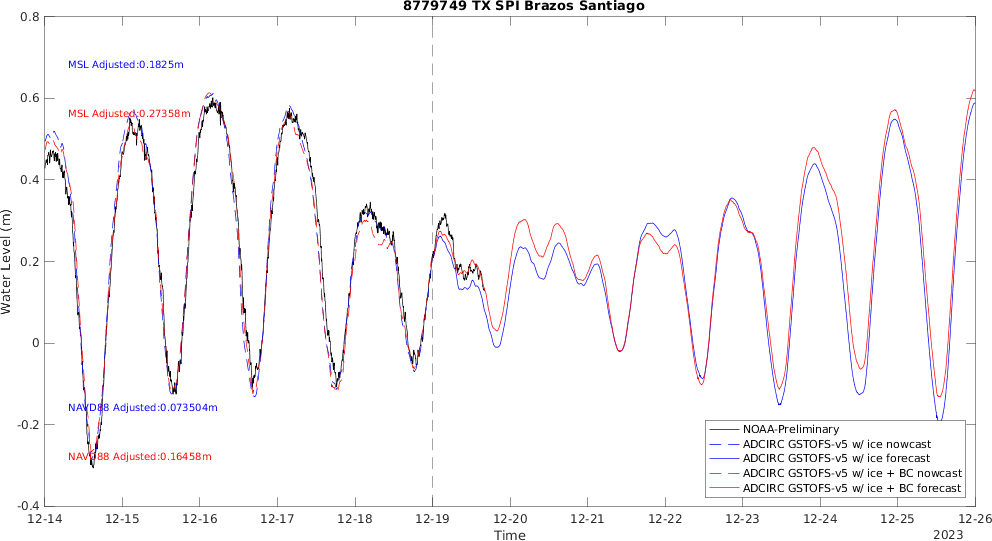 8779749 TX SPI Brazos Santiago
0.8
0.6
0.4
0.2
0
-0.2
-0.4
Water Level (m)
MSL Adjusted:0.1825m
MSL Adjusted:0.27358m
NAVD88 Adjusted:0.073504m
NAVD88 Adjusted:0.16458m
NOAA-Preliminary
ADCIRC GSTOFS-v5 w/ ice nowcast
ADCIRC GSTOFS-v5 w/ ice forecast
ADCIRC GSTOFS-v5 w/ ice + BC nowcast
ADCIRC GSTOFS-v5 w/ ice + BC forecast
12-14 12-15 12-16 12-17 12-18 12-19 12-20 12-21 12-22 12-23 12-24 12-25 12-26
Time
2023